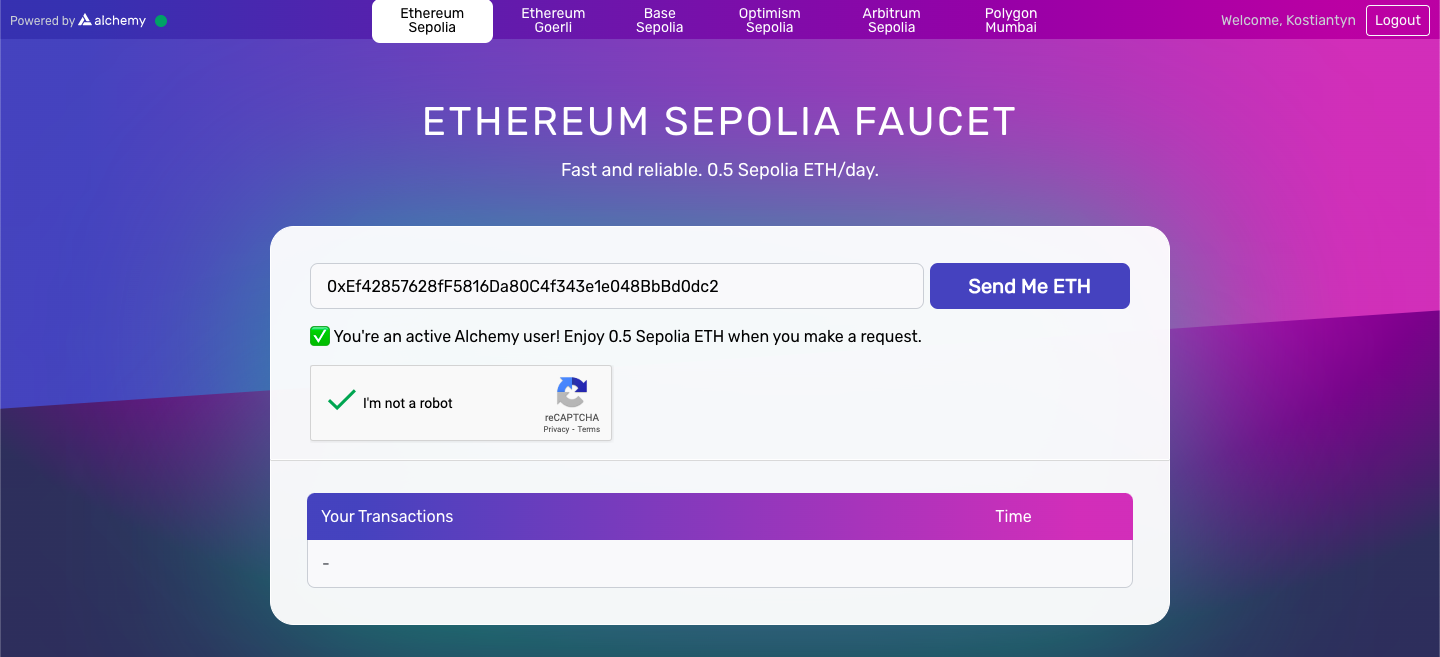 Powered by alchemy
Ethereum
Sepolia
Ethereum
Goerli
Base
Sepolia
Optimism
Sepolia
Arbitrum
Sepolia
Polygon
Mumbai
Welcome, Kostiantyn
Logout
ETHEREUM SEPOLIA FAUCET
Fast and reliable. 0.5 Sepolia ETH/day.
0xEf42857628fF5816Da80C4f343e1e048BbBd0dc2
Send Me ETH
✅ You're an active Alchemy user! Enjoy 0.5 Sepolia ETH when you make a request.
I'm not a robot
reCAPTCHA
Privacy - Terms
Your Transactions Time
-